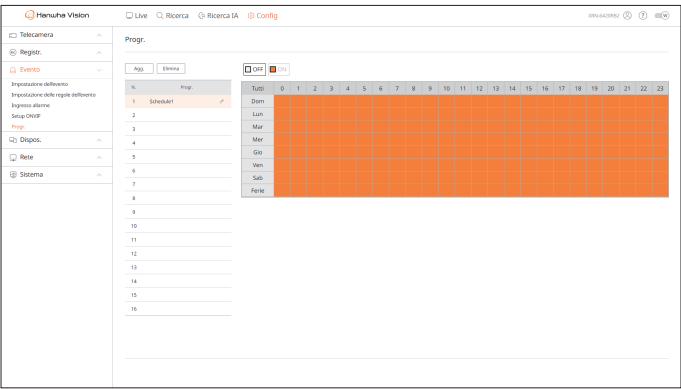 Hanwha Vision
Live Ricerca Ricerca IA Config
XRN-6420RB2
Telecamera
Registr.
Evento
Impostazione dell'evento
Impostazione delle regole dell'evento
Ingresso allarme
Setup ONVIF
Progr.
Dispos.
Rete
Sistema
Progr.
Agg. Elimina
N. Progr.
1 Schedule1
2
3
4
5
6
7
8
9
10
11
12
13
14
15
16
OFF ON
Tutti 0 1 2 3 4 5 6 7 8 9 10 11 12 13 14 15 16 17 18 19 20 21 22 23
Dom
Lun
Mar
Mer
Gio
Ven
Sab
Ferie